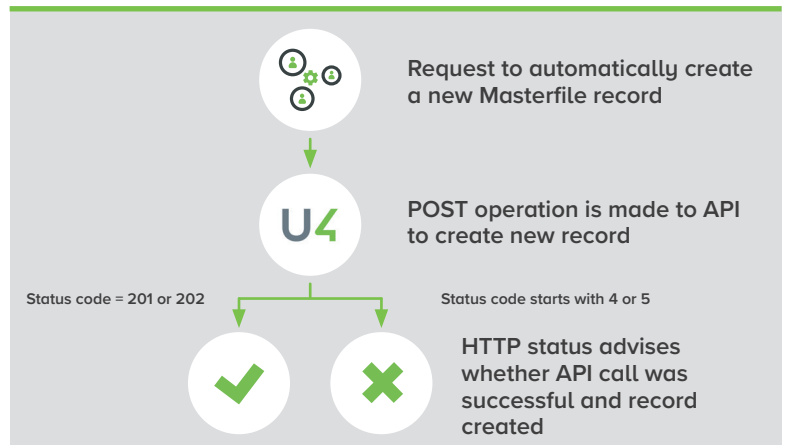 Request to automatically create
a new Masterfile record
U4
POST operation is made to API
to create new record
Status code = 201 or 202
Status code starts with 4 or 5
HTTP status advises
whether API call was
successful and record
created